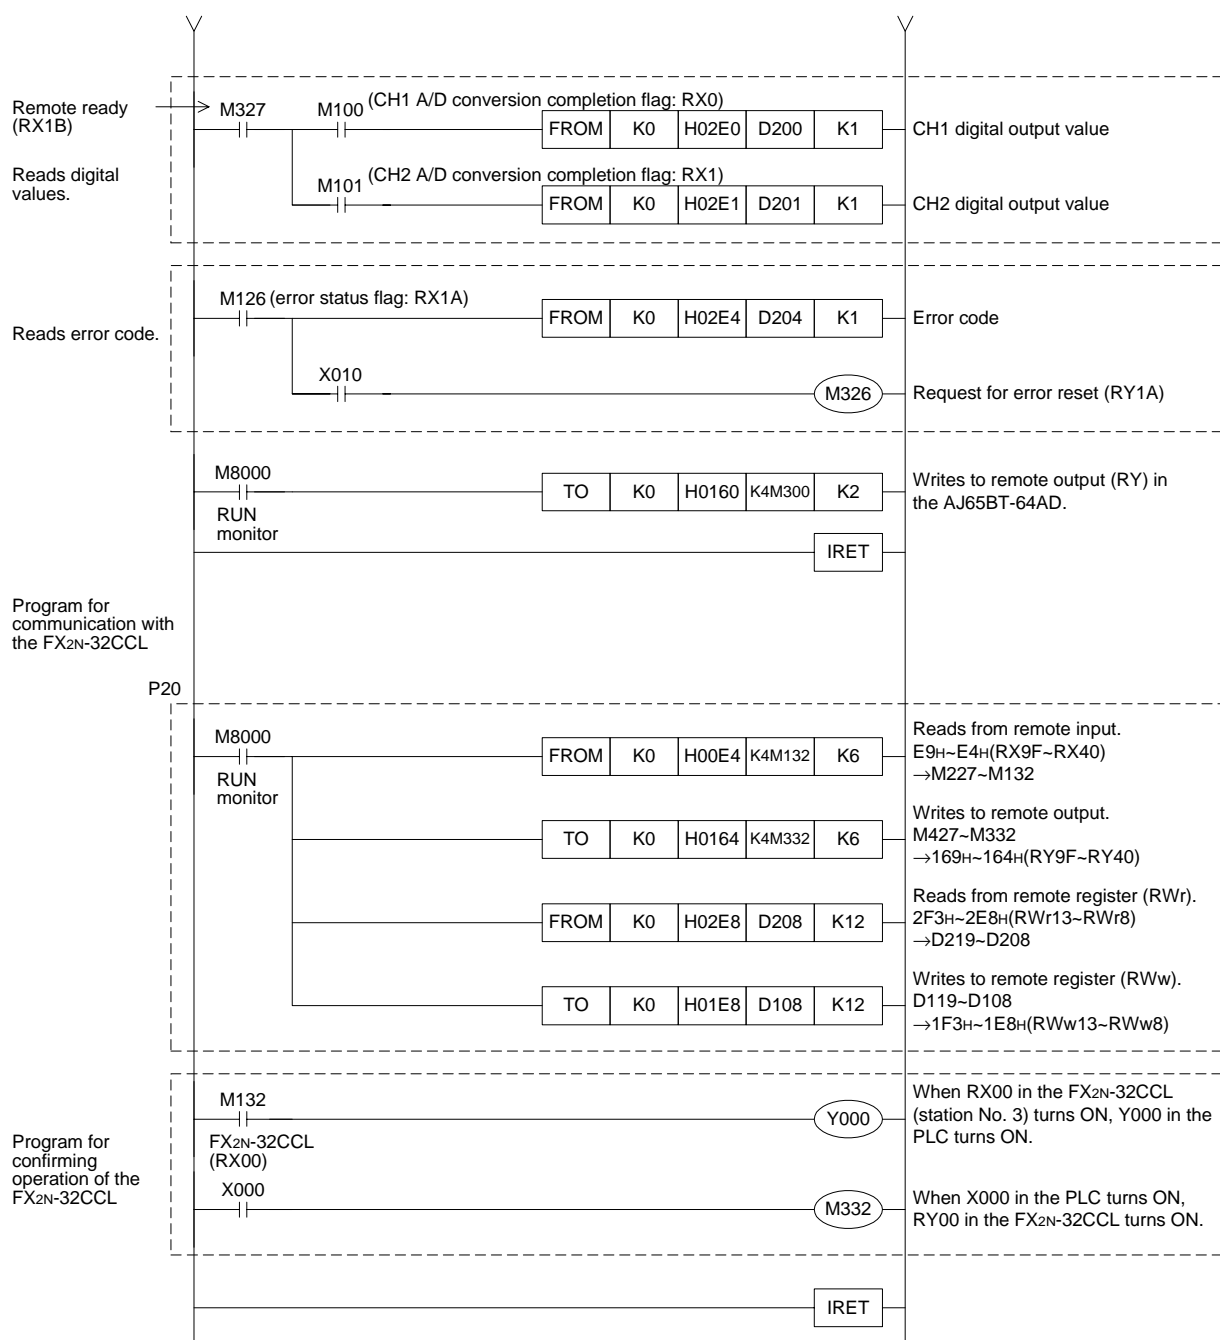 Remote ready
(RX1B)
M327
M100
(CH1 A/D conversion completion flag: RX0)
FROM K0 H02E0 D200 K1
CH1 digital output value
Reads digital
values.
M101
(CH2 A/D conversion completion flag: RX1)
FROM K0 H02E1 D201 K1
CH2 digital output value
M126 (error status flag: RX1A)
FROM K0 H02E4 D204 K1
Error code
Reads error code.
X010
M326
Request for error reset (RY1A)
M8000
RUN
monitor
TO K0 H0160 K4M300 K2
Writes to remote output (RY) in
the AJ65BT-64AD.
IRET
Program for
communication with
the FX2N-32CCL
P20
M8000
RUN
monitor
FROM K0 H00E4 K4M132 K6
Reads from remote input.
E9H~E4H(RX9F~RX40)
→M227~M132
TO K0 H0164 K4M332 K6
Writes to remote output.
M427~M332
→169H~164H(RY9F~RY40)
FROM K0 H02E8 D208 K12
Reads from remote register (RWr).
2F3H~2E8H(RWr13~RWr8)
→D219~D208
TO K0 H01E8 D108 K12
Writes to remote register (RWw).
D119~D108
→1F3H~1E8H(RWw13~RWw8)
M132
FX2N-32CCL
(RX00)
Y000
When RX00 in the FX2N-32CCL
(station No. 3) turns ON, Y000 in the
PLC turns ON.
Program for
confirming
operation of the
FX2N-32CCL
X000
M332
When X000 in the PLC turns ON,
RY00 in the FX2N-32CCL turns ON.
IRET